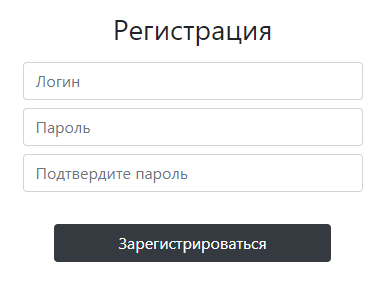 Регистрация
Логин
Пароль
Подтвердите пароль
Зарегистрироваться